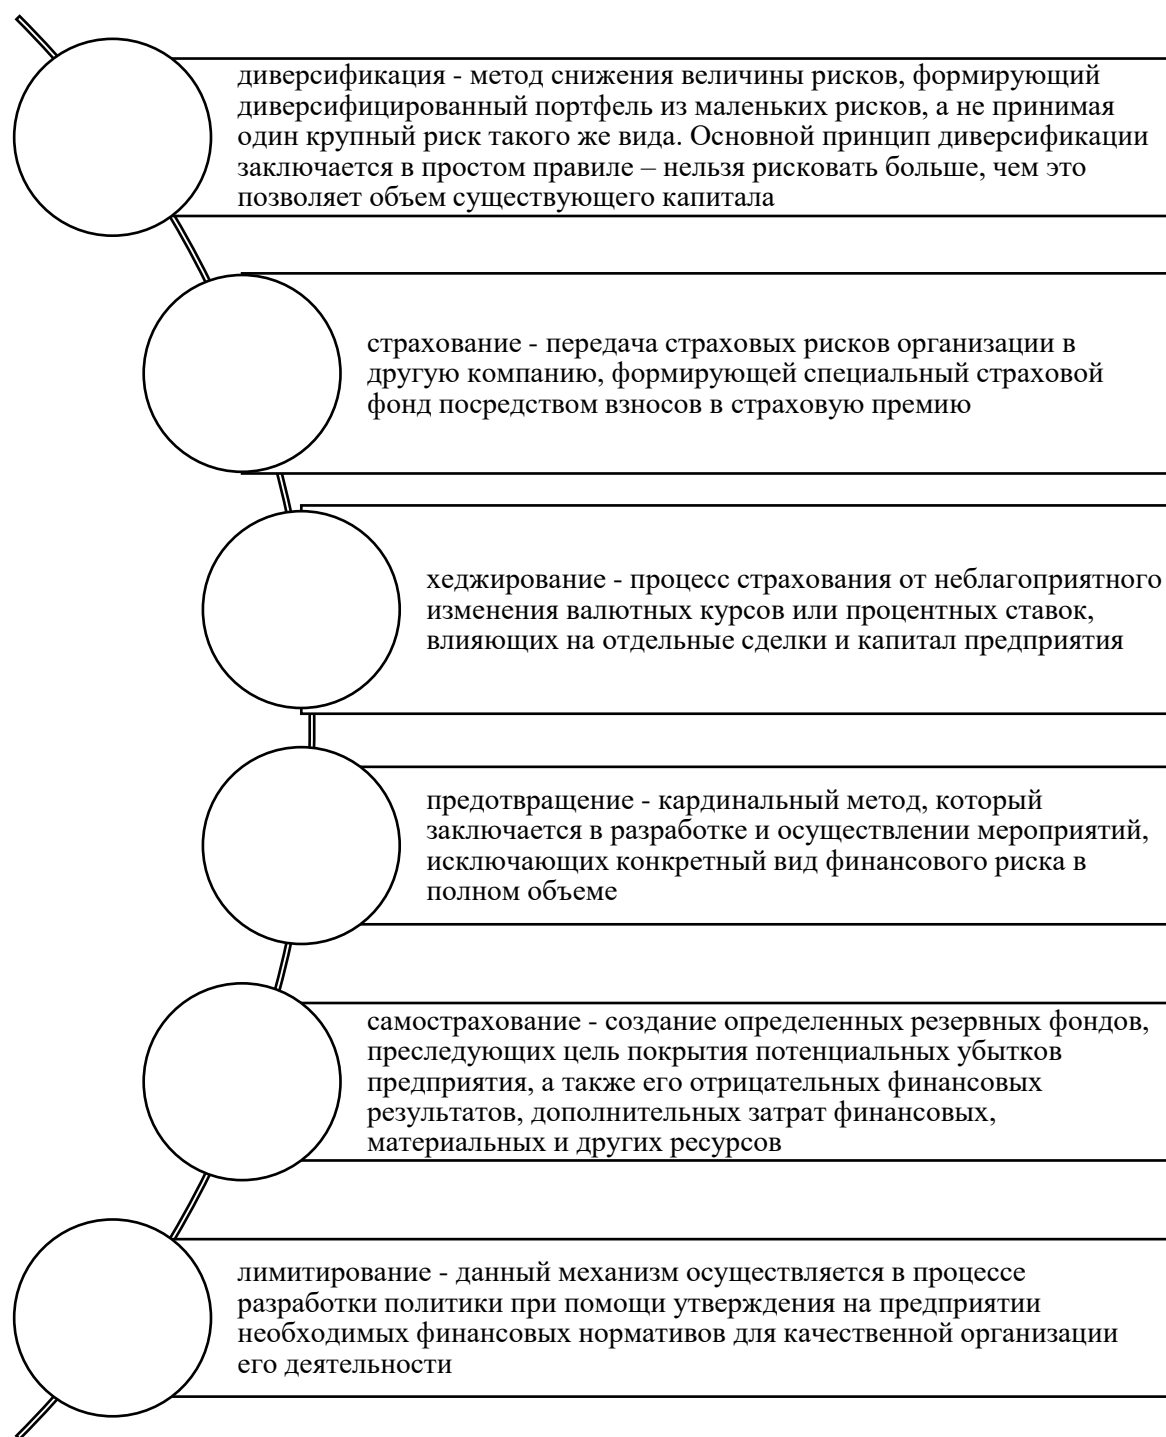 диверсификация - метод снижения величины рисков, формирующий
диверсифицированный портфель из маленьких рисков, а не принимая
один крупный риск такого же вида. Основной принцип диверсификации
заключается в простом правиле – нельзя рисковать больше, чем это
позволяет объем существующего капитала
страхование - передача страховых рисков организации в
другую компанию, формирующей специальный страховой
фонд посредством взносов в страховую премию
хеджирование - процесс страхования от неблагоприятного
изменения валютных курсов или процентных ставок,
влияющих на отдельные сделки и капитал предприятия
предотвращение - кардинальный метод, который
заключается в разработке и осуществлении мероприятий,
исключающих конкретный вид финансового риска в
полном объеме
самострахование - создание определенных резервных фондов,
преследующих цель покрытия потенциальных убытков
предприятия, а также его отрицательных финансовых
результатов, дополнительных затрат финансовых,
материальных и других ресурсов
лимитирование - данный механизм осуществляется в процессе
разработки политики при помощи утверждения на предприятии
необходимых финансовых нормативов для качественной организации
его деятельности